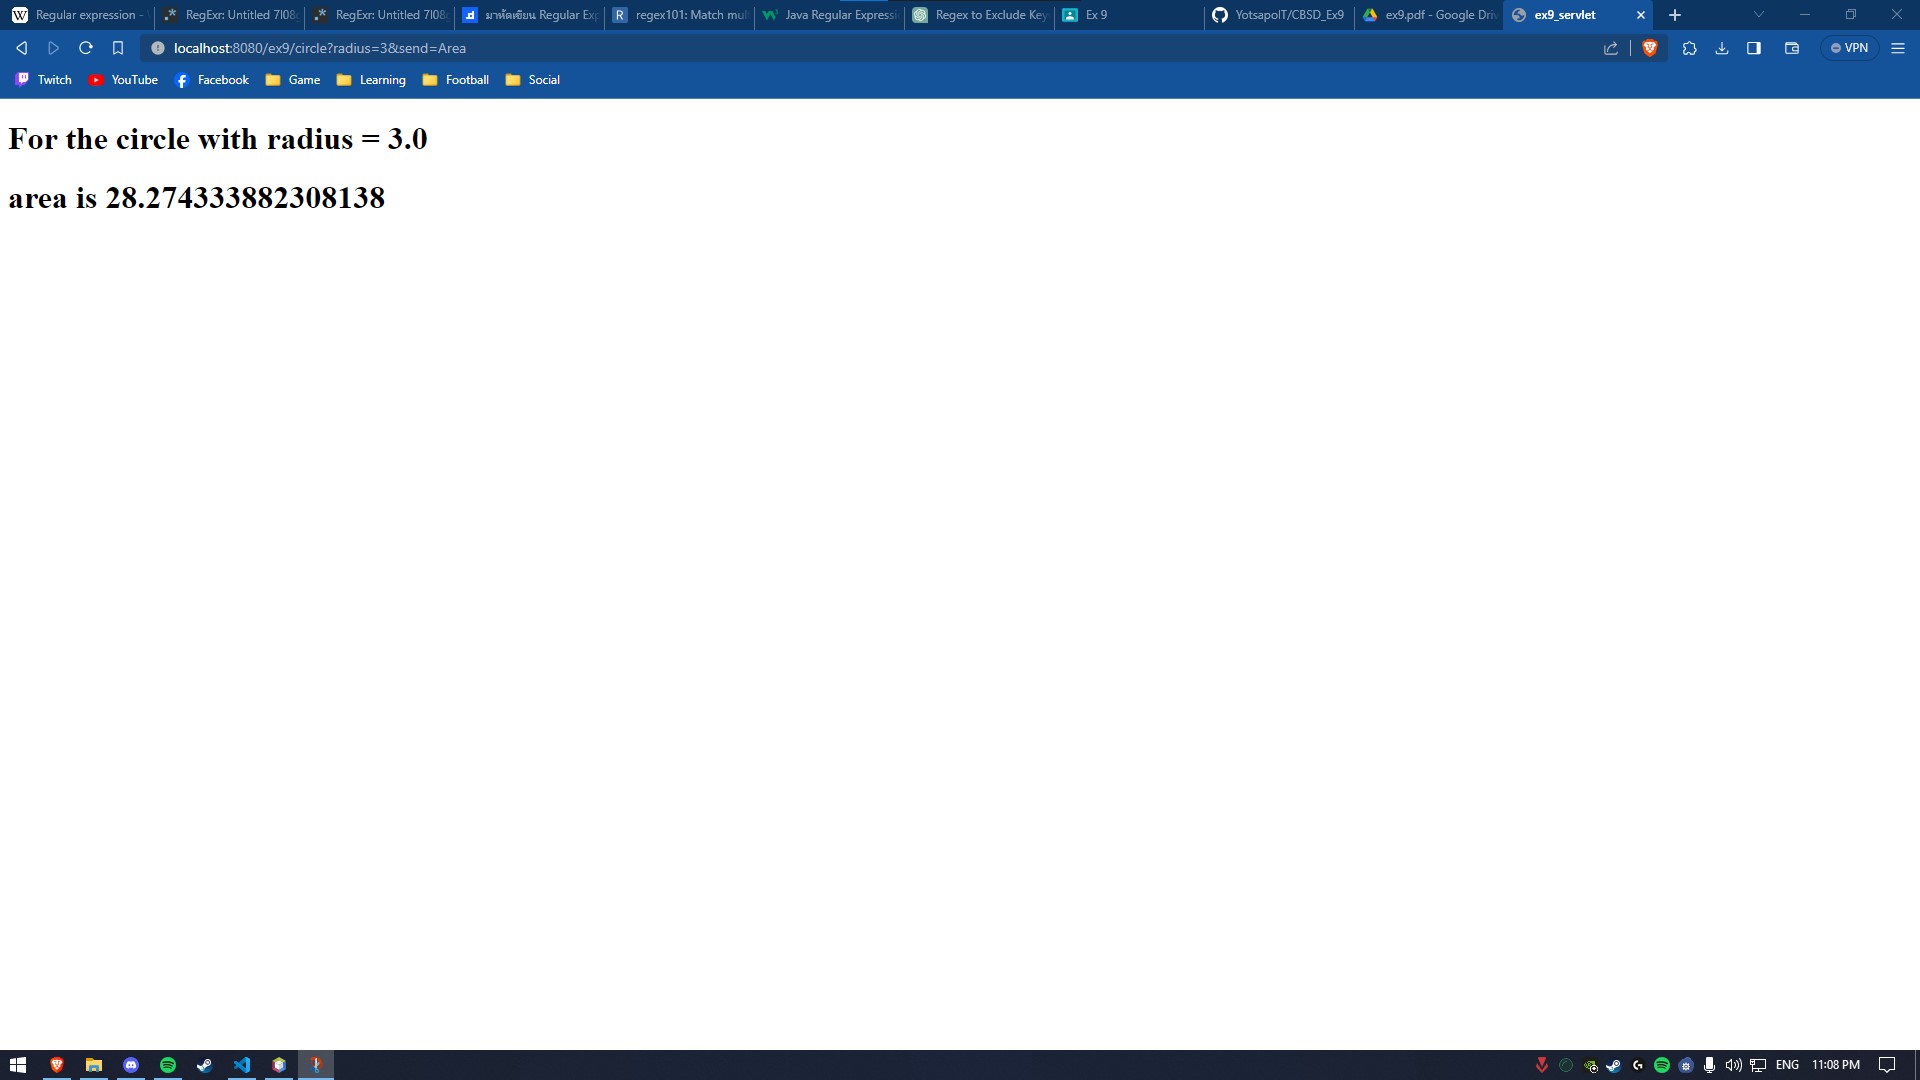 Regular expression -
RegExr: Untitled 7l08
RegExr: Untitled 7l08
มาหัดเขียน Regular Exp
regex101: Match mul
Java Regular Expressi
Regex to Exclude Key
Ex 9
YotsapoIT/CBSD_Ex9
ex9.pdf - Google Driv
ex9_servlet
localhost:8080/ex9/circle?radius=3&send=Area
VPN
Twitch
YouTube
Facebook
Game
Learning
Football
Social
For the circle with radius = 3.0
area is 28.274333882308138
ENG
11:08 PM